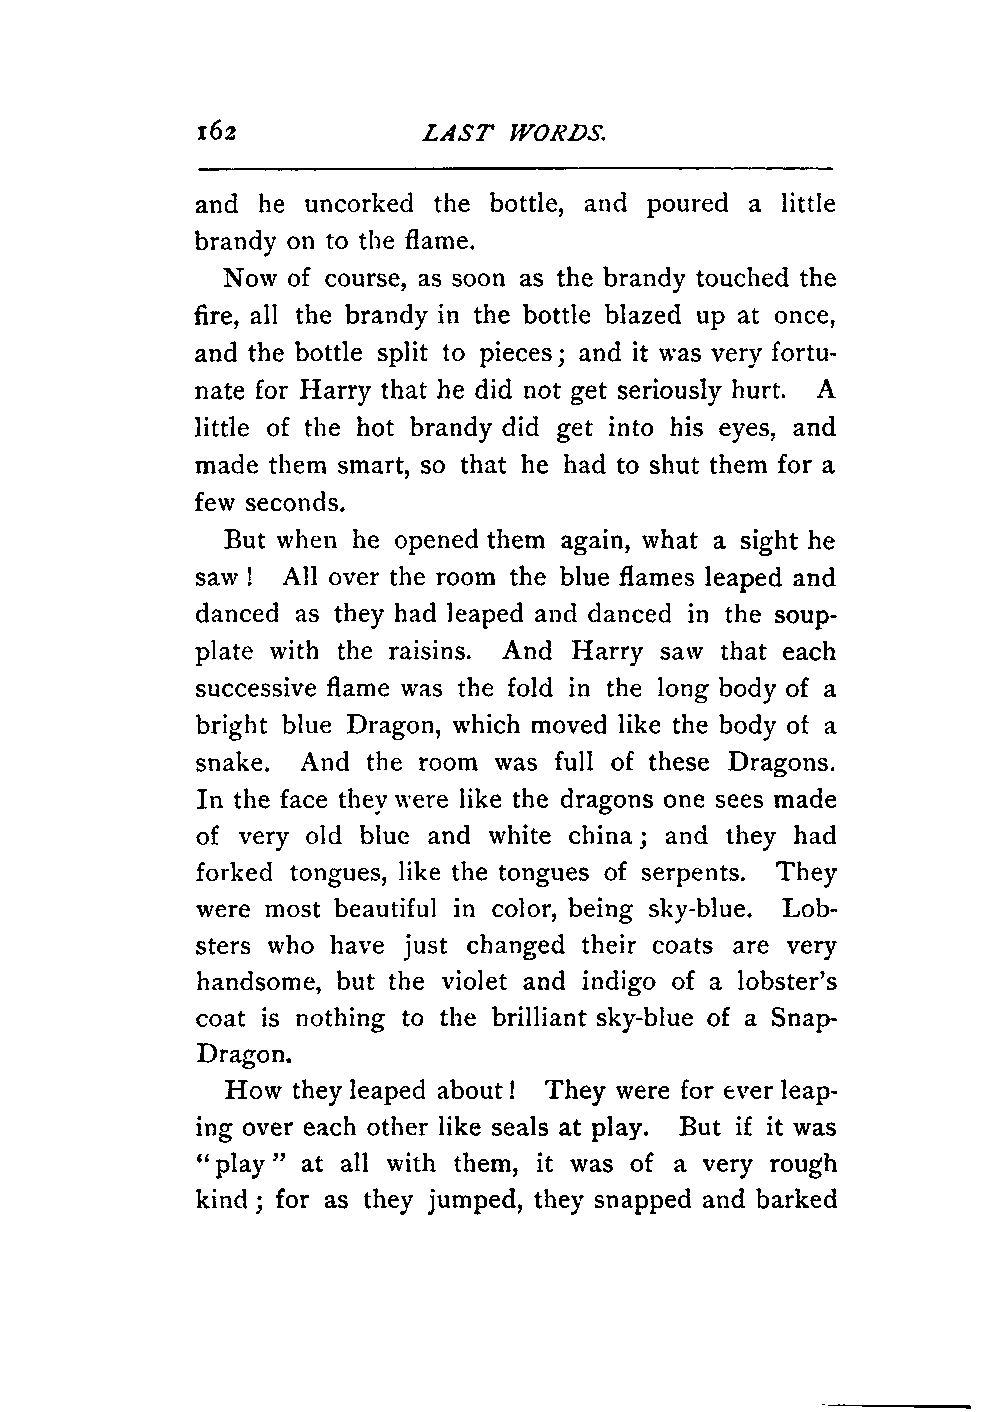 162 LAST WORDS.
and he uncorked the bottle, and poured a little
brandy on to the flame.
Now of course, as soon as the brandy touched the
fire, all the brandy in the bottle blazed up at once,
and the bottle split to pieces; and it was very fortu-
nate for Harry that he did not get seriously hurt. A
little of the hot brandy did get into his eyes, and
made them smart, so that he had to shut them for a
few seconds.
But when he opened them again, what a sight he
saw! All over the room the blue flames leaped and
danced as they had leaped and danced in the soup-
plate with the raisins. And Harry saw that each
successive flame was the fold in the long body of a
bright blue Dragon, which moved like the body of a
snake. And the room was full of these Dragons.
In the face they were like the dragons one sees made
of very old blue and white china; and they had
forked tongues, like the tongues of serpents. They
were most beautiful in color, being sky-blue. Lob-
sters who have just changed their coats are very
handsome, but the violet and indigo of a lobster's
coat is nothing to the brilliant sky-blue of a Snap-
Dragon.
How they leaped about! They were for ever leap-
ing over each other like seals at play. But if it was
"play" at all with them, it was of a very rough
kind; for as they jumped, they snapped and barked